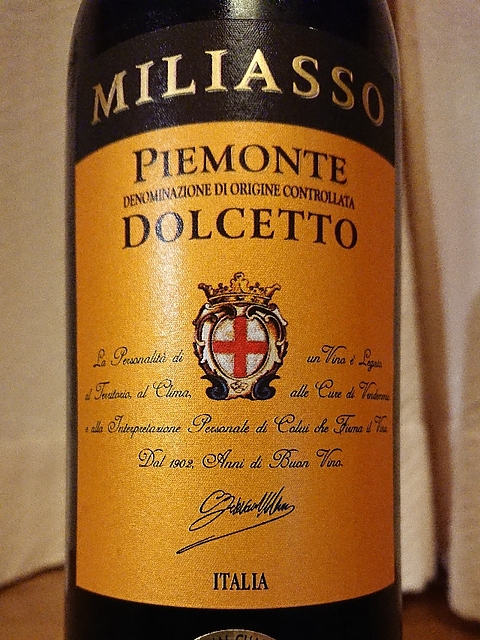 MILIASSO
PIEMONTE
DENOMINAZIONE DI ORIGINE CONTROLLATA
DOLCETTO
La Personalità di un Vino è Legata
al Territorio, al Clima, alle Cure di Vendemmia
e alla Interpretazione Personale di Colui che Firma il Vino.
Dal 1902, Anni di Buon Vino.
ITALIA